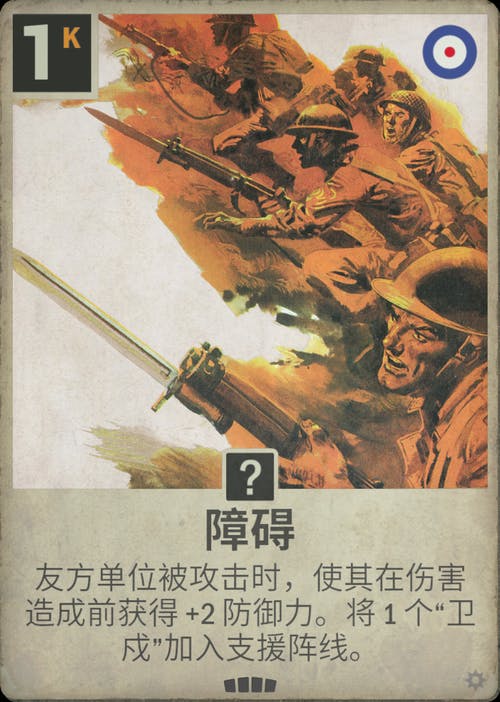 1K
?
障碍
友方单位被攻击时，使其在伤害
造成前获得 +2 防御力。将 1 个“卫
戍”加入支援阵线。